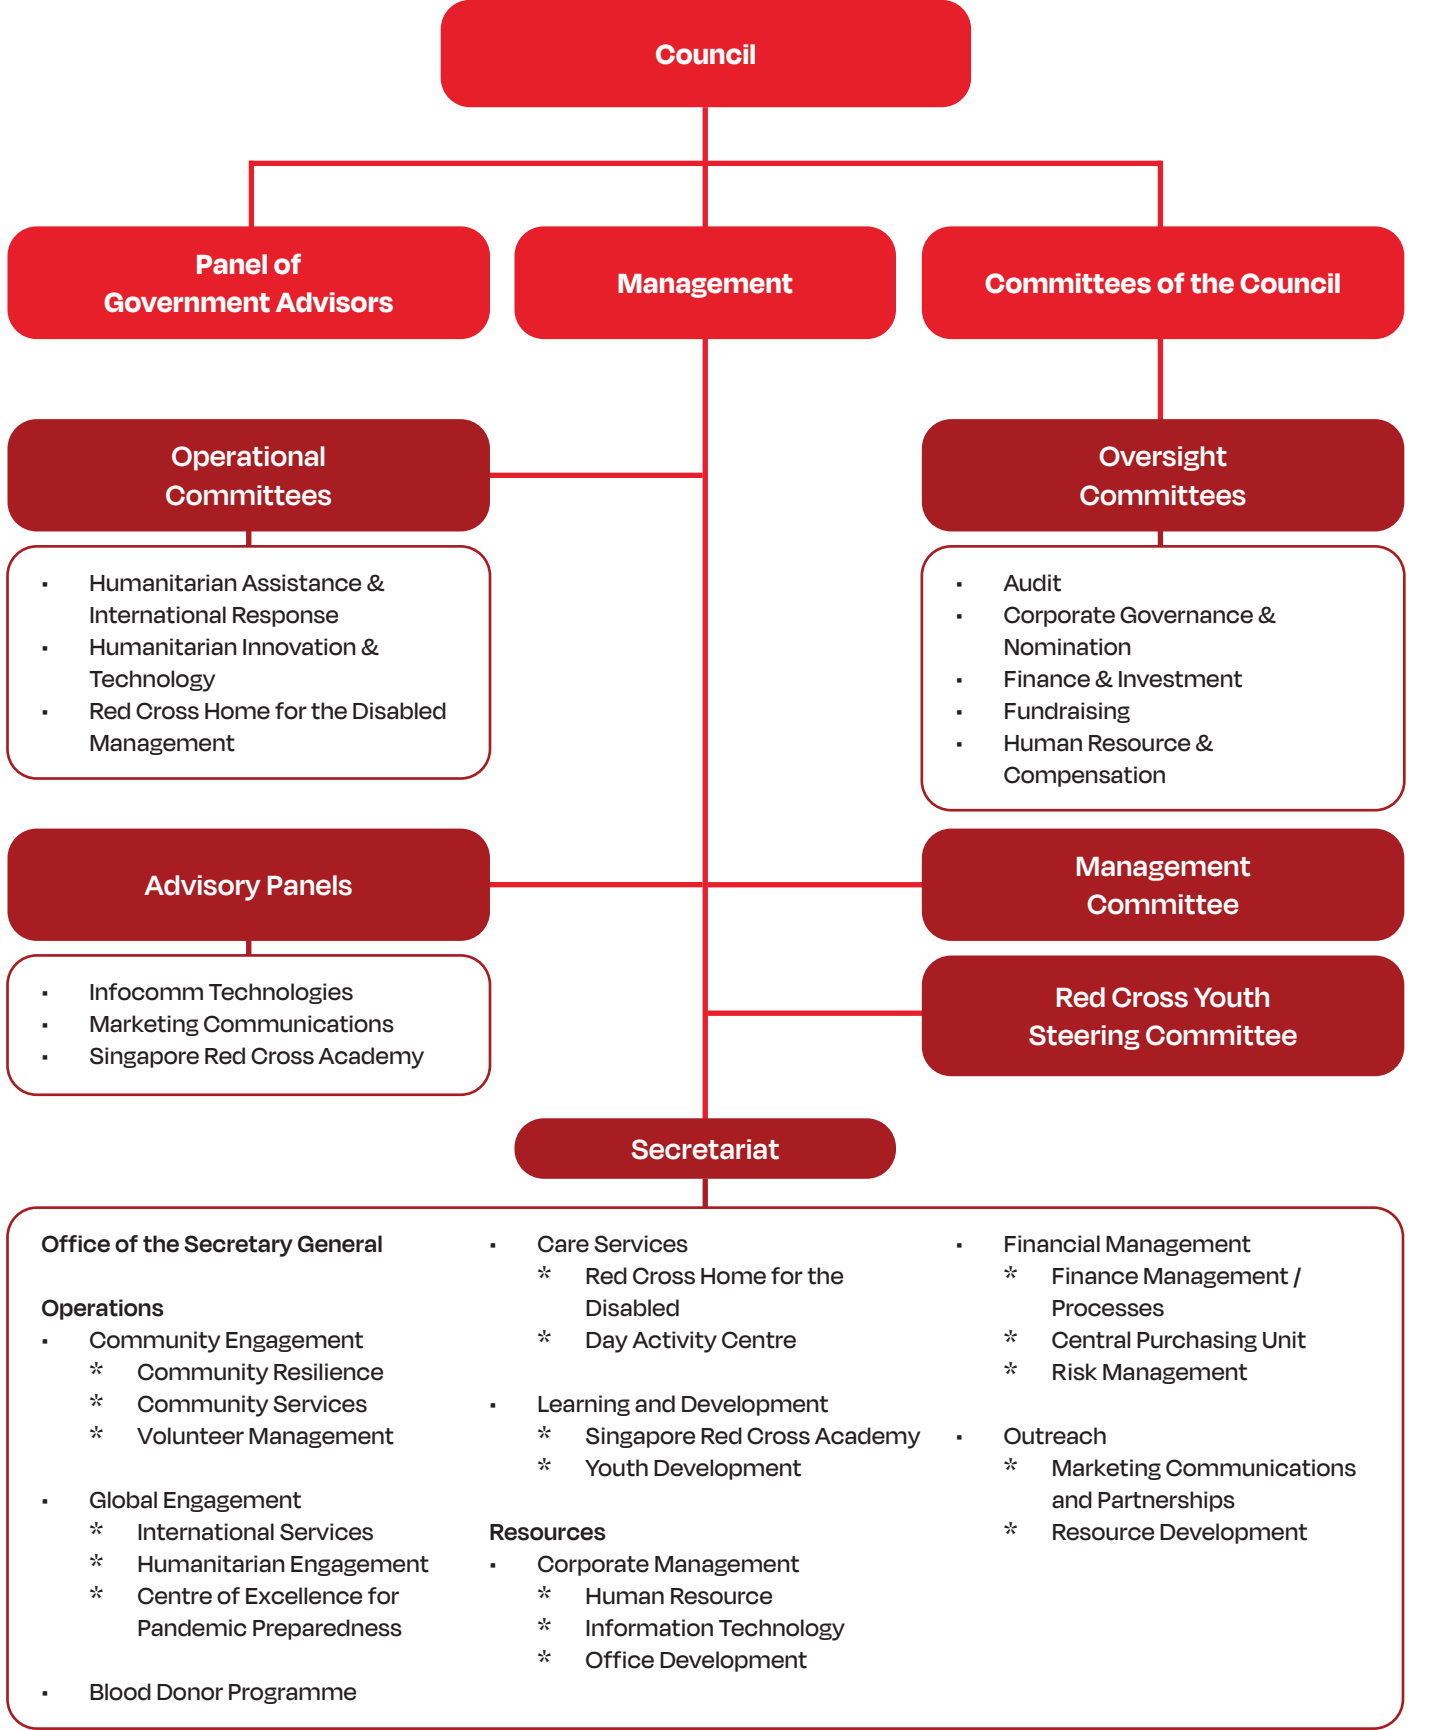 Council
Panel of
Government Advisors
Management
Committees of the Council
Operational
Committees
▪ Humanitarian Assistance &
International Response
▪ Humanitarian Innovation &
Technology
▪ Red Cross Home for the Disabled
Management
Oversight
Committees
▪ Audit
▪ Corporate Governance &
Nomination
▪ Finance & Investment
▪ Fundraising
▪ Human Resource &
Compensation
Advisory Panels
▪ Infocomm Technologies
▪ Marketing Communications
▪ Singapore Red Cross Academy
Management
Committee
Red Cross Youth
Steering Committee
Secretariat
Office of the Secretary General
Operations
▪ Community Engagement
* Community Resilience
* Community Services
* Volunteer Management
▪ Global Engagement
* International Services
* Humanitarian Engagement
* Centre of Excellence for
Pandemic Preparedness
▪ Blood Donor Programme
▪ Care Services
* Red Cross Home for the
Disabled
* Day Activity Centre
▪ Learning and Development
* Singapore Red Cross Academy
* Youth Development
Resources
▪ Corporate Management
* Human Resource
* Information Technology
* Office Development
▪ Financial Management
* Finance Management /
Processes
* Central Purchasing Unit
* Risk Management
▪ Outreach
* Marketing Communications
and Partnerships
* Resource Development